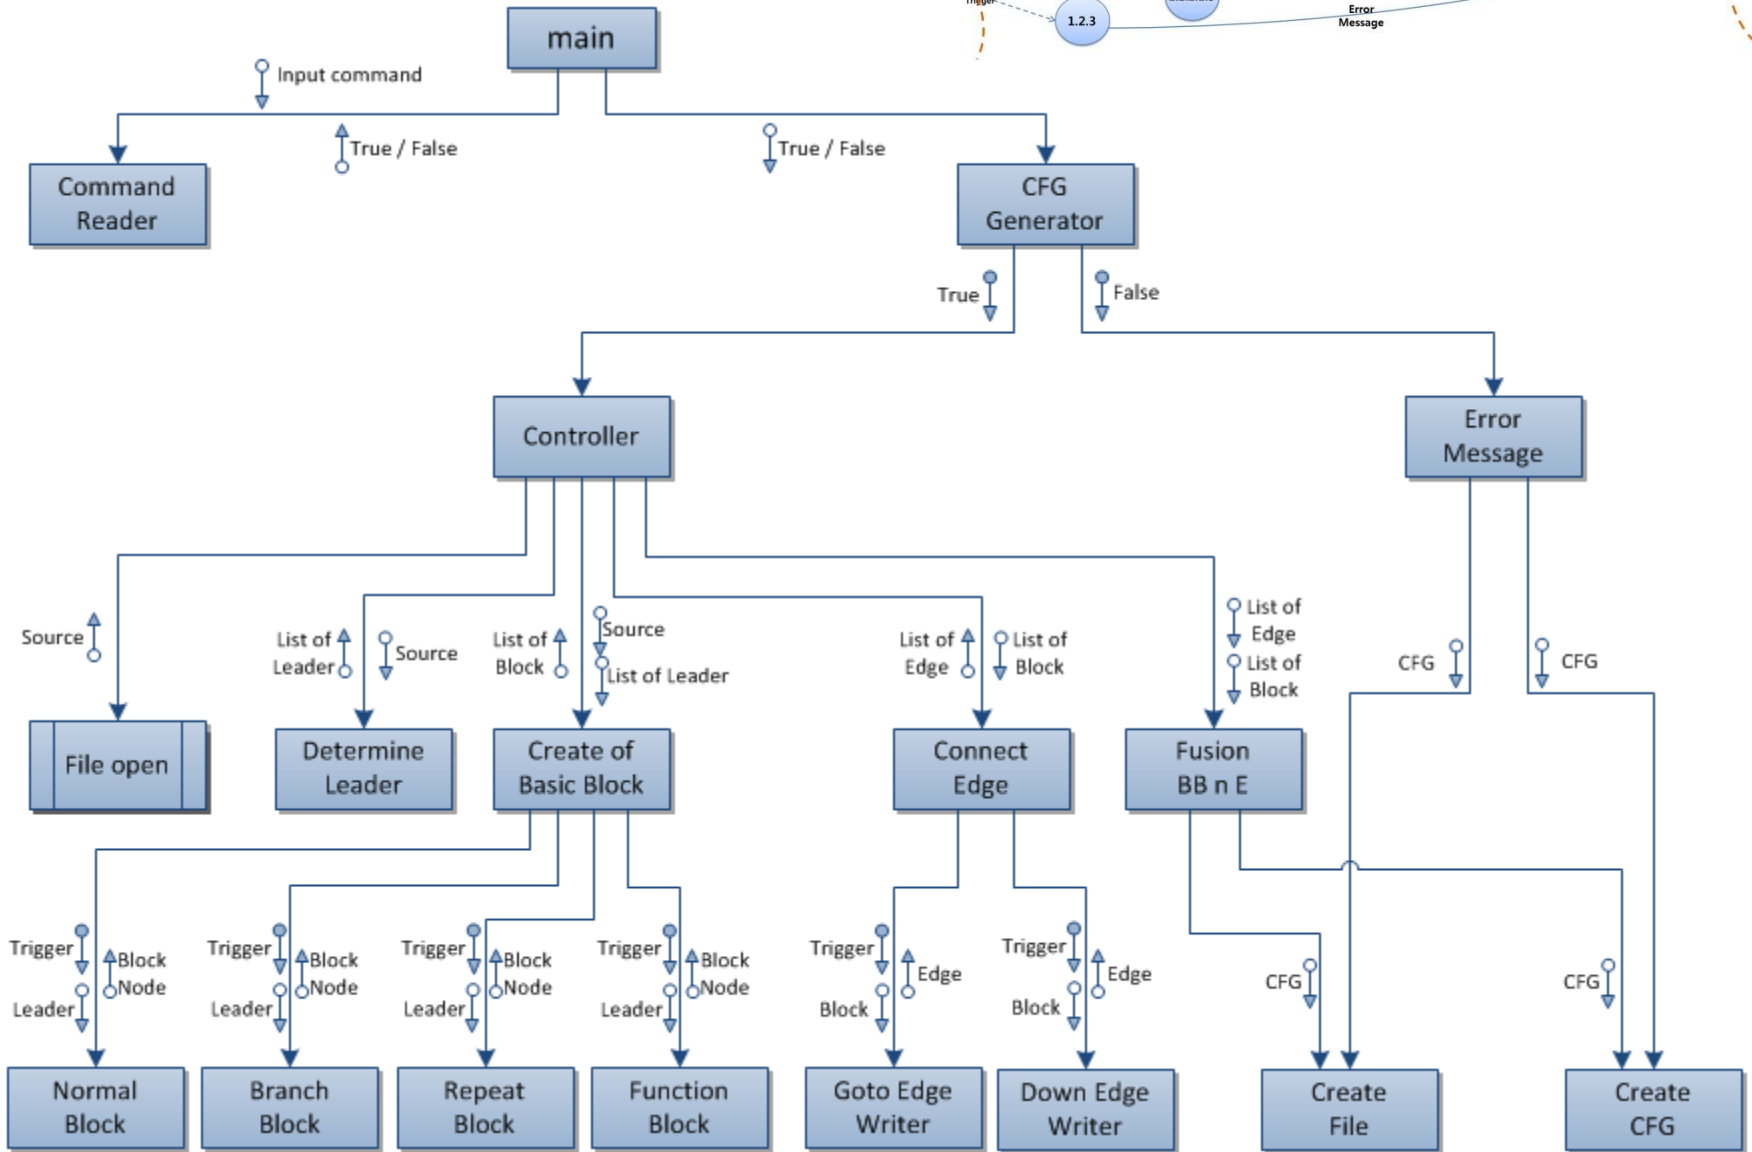 main
Trigger
1.2.3
Error
Message
Input command
True / False
True / False
Command
Reader
CFG
Generator
True
False
Controller
Error
Message
Source
List of
Leader
Source
List of
Block
Source
List of Leader
List of
Edge
List of
Block
List of
Edge
List of
Block
CFG
CFG
File open
Determine
Leader
Create of
Basic Block
Connect
Edge
Fusion
BB n E
Trigger
Leader
Block
Node
Trigger
Leader
Block
Node
Trigger
Leader
Block
Node
Trigger
Leader
Block
Node
Trigger
Block
Edge
Trigger
Block
Edge
CFG
CFG
Normal
Block
Branch
Block
Repeat
Block
Function
Block
Goto Edge
Writer
Down Edge
Writer
Create
File
Create
CFG